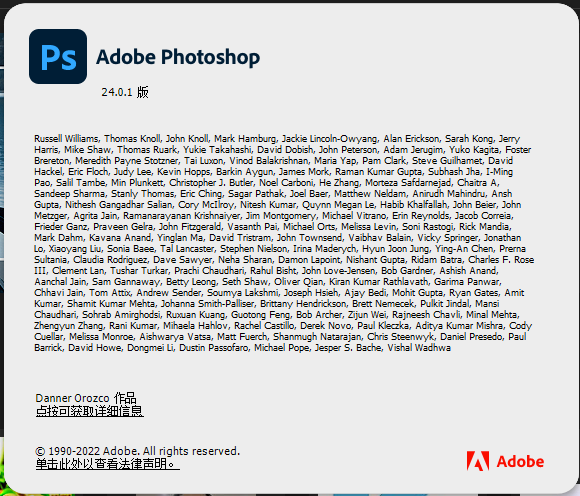 Ps
Adobe Photoshop
24.0.1 版
Russell Williams, Thomas Knoll, John Knoll, Mark Hamburg, Jackie Lincoln-Owyang, Alan Erickson, Sarah Kong, Jerry
Harris, Mike Shaw, Thomas Ruark, Yukie Takahashi, David Dobish, John Peterson, Adam Jerugim, Yuko Kagita, Foster
Brereton, Meredith Payne Stotzner, Tai Luxon, Vinod Balakrishnan, Maria Yap, Pam Clark, Steve Guilhamet, David
Hackel, Eric Floch, Judy Lee, Kevin Hopps, Barkin Aygun, James Mork, Raman Kumar Gupta, Subhash Jha, I-Ming
Pao, Salil Tambe, Min Plunkett, Christopher J. Butler, Noel Carboni, He Zhang, Morteza Safdarnejad, Chaitra A,
Sandeep Sharma, Stanly Thomas, Eric Ching, Sagar Pathak, Joel Baer, Matthew Neldam, Anirudh Mahindru, Ansh
Gupta, Nithesh Gangadhar Salian, Cory McIlroy, Nitesh Kumar, Quynn Megan Le, Habib Khalfallah, John Beier, John
Metzger, Agrita Jain, Ramanarayanan Krishnaiyer, Jim Montgomery, Michael Vitrano, Erin Reynolds, Jacob Correia,
Frieder Ganz, Praveen Gelra, John Fitzgerald, Vasanth Pai, Michael Orts, Melissa Levin, Soni Rastogi, Rick Mandia,
Mark Dahm, Kavana Anand, Yinglan Ma, David Tristram, John Townsend, Vaibhav Balain, Vicky Springer, Jonathan
Lo, Xiaoyang Liu, Sonia Baee, Tal Lancaster, Stephen Nielson, Irina Maderych, Hyun Joon Jung, Ying-An Chen, Prerna
Sultania, Claudia Rodriguez, Dave Sawyer, Neha Sharan, Damon Lapoint, Nishant Gupta, Ridam Batra, Charles F. Rose
III, Clement Lan, Tushar Turkar, Prachi Chaudhari, Rahul Bisht, John Love-Jensen, Bob Gardner, Ashish Anand,
Aanchal Jain, Sam Gannaway, Betty Leong, Seth Shaw, Oliver Qian, Kiran Kumar Rathlavath, Garima Panwar,
Chhavi Jain, Tom Attix, Andrew Sender, Soumya Lakshmi, Joseph Hsieh, Ajay Bedi, Mohit Gupta, Ryan Gates, Amit
Kumar, Shamit Kumar Mehta, Johanna Smith-Palliser, Brittany Hendrickson, Brett Nemecek, Pulkit Jindal, Mansi
Chaudhari, Sohrab Amirghodsi, Ruxuan Kuang, Guotong Feng, Bob Archer, Zijun Wei, Rajneesh Chavli, Minal Mehta,
Zhengyun Zhang, Rani Kumar, Mihaela Hahlov, Rachel Castillo, Derek Novo, Paul Kleczka, Aditya Kumar Mishra, Cody
Cuellar, Melissa Monroe, Aishwarya Vatsa, Matt Fuerch, Shanmugh Natarajan, Chris Steenwyk, Daniel Presedo, Paul
Barrick, David Howe, Dongmei Li, Dustin Passofaro, Michael Pope, Jesper S. Bache, Vishal Wadhwa
Danner Orozco 作品
点按可获取详细信息
© 1990-2022 Adobe. All rights reserved.
单击此处以查看法律声明。
Adobe